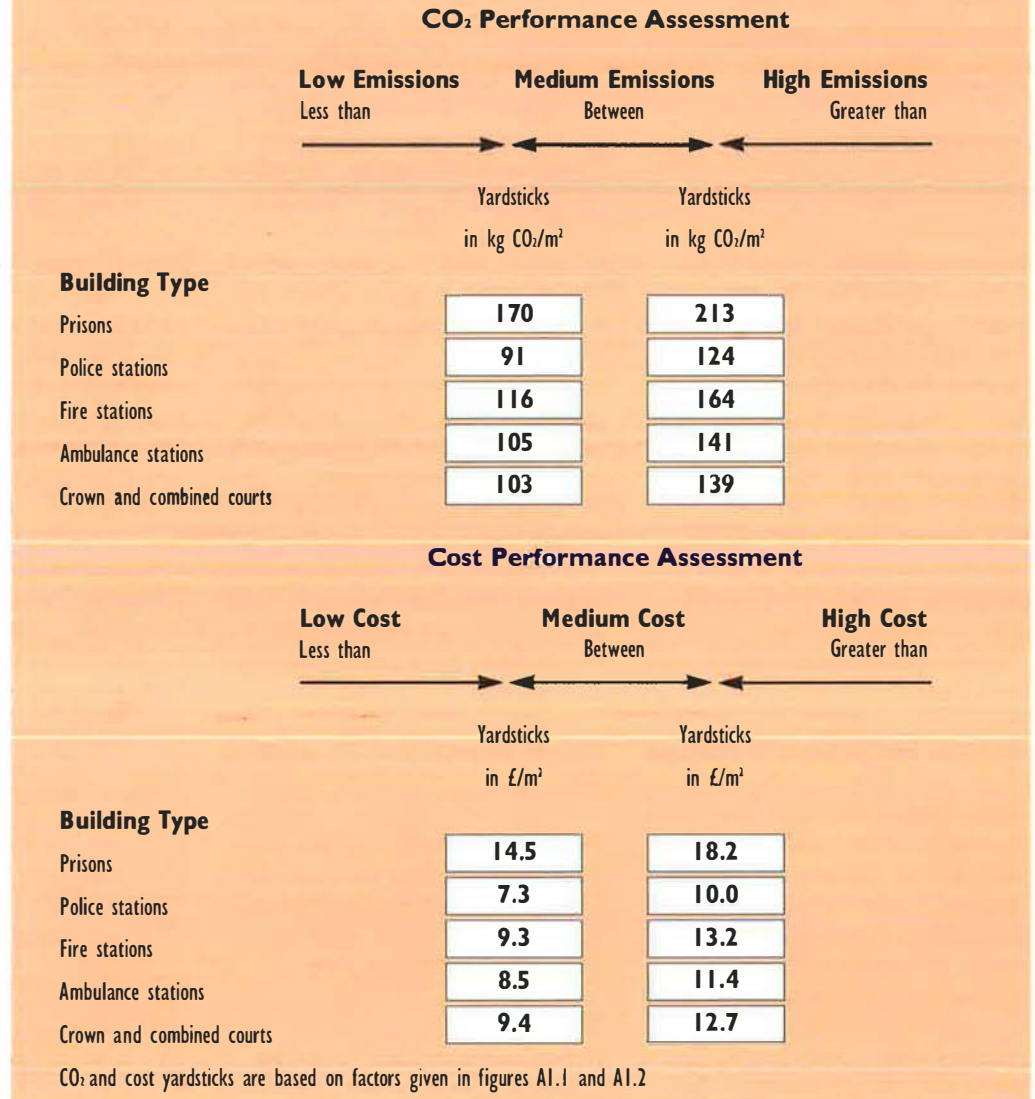 CO₂ Performance Assessment
Low Emissions Medium Emissions High Emissions
Less than Between Greater than
Yardsticks Yardsticks
in kg CO₂/m² in kg CO₂/m²
Building Type
Prisons 170 213
Police stations 91 124
Fire stations 116 164
Ambulance stations 105 141
Crown and combined courts 103 139
Cost Performance Assessment
Low Cost Medium Cost High Cost
Less than Between Greater than
Yardsticks Yardsticks
in £/m² in £/m²
Building Type
Prisons 14.5 18.2
Police stations 7.3 10.0
Fire stations 9.3 13.2
Ambulance stations 8.5 11.4
Crown and combined courts 9.4 12.7
CO₂ and cost yardsticks are based on factors given in figures A1.1 and A1.2